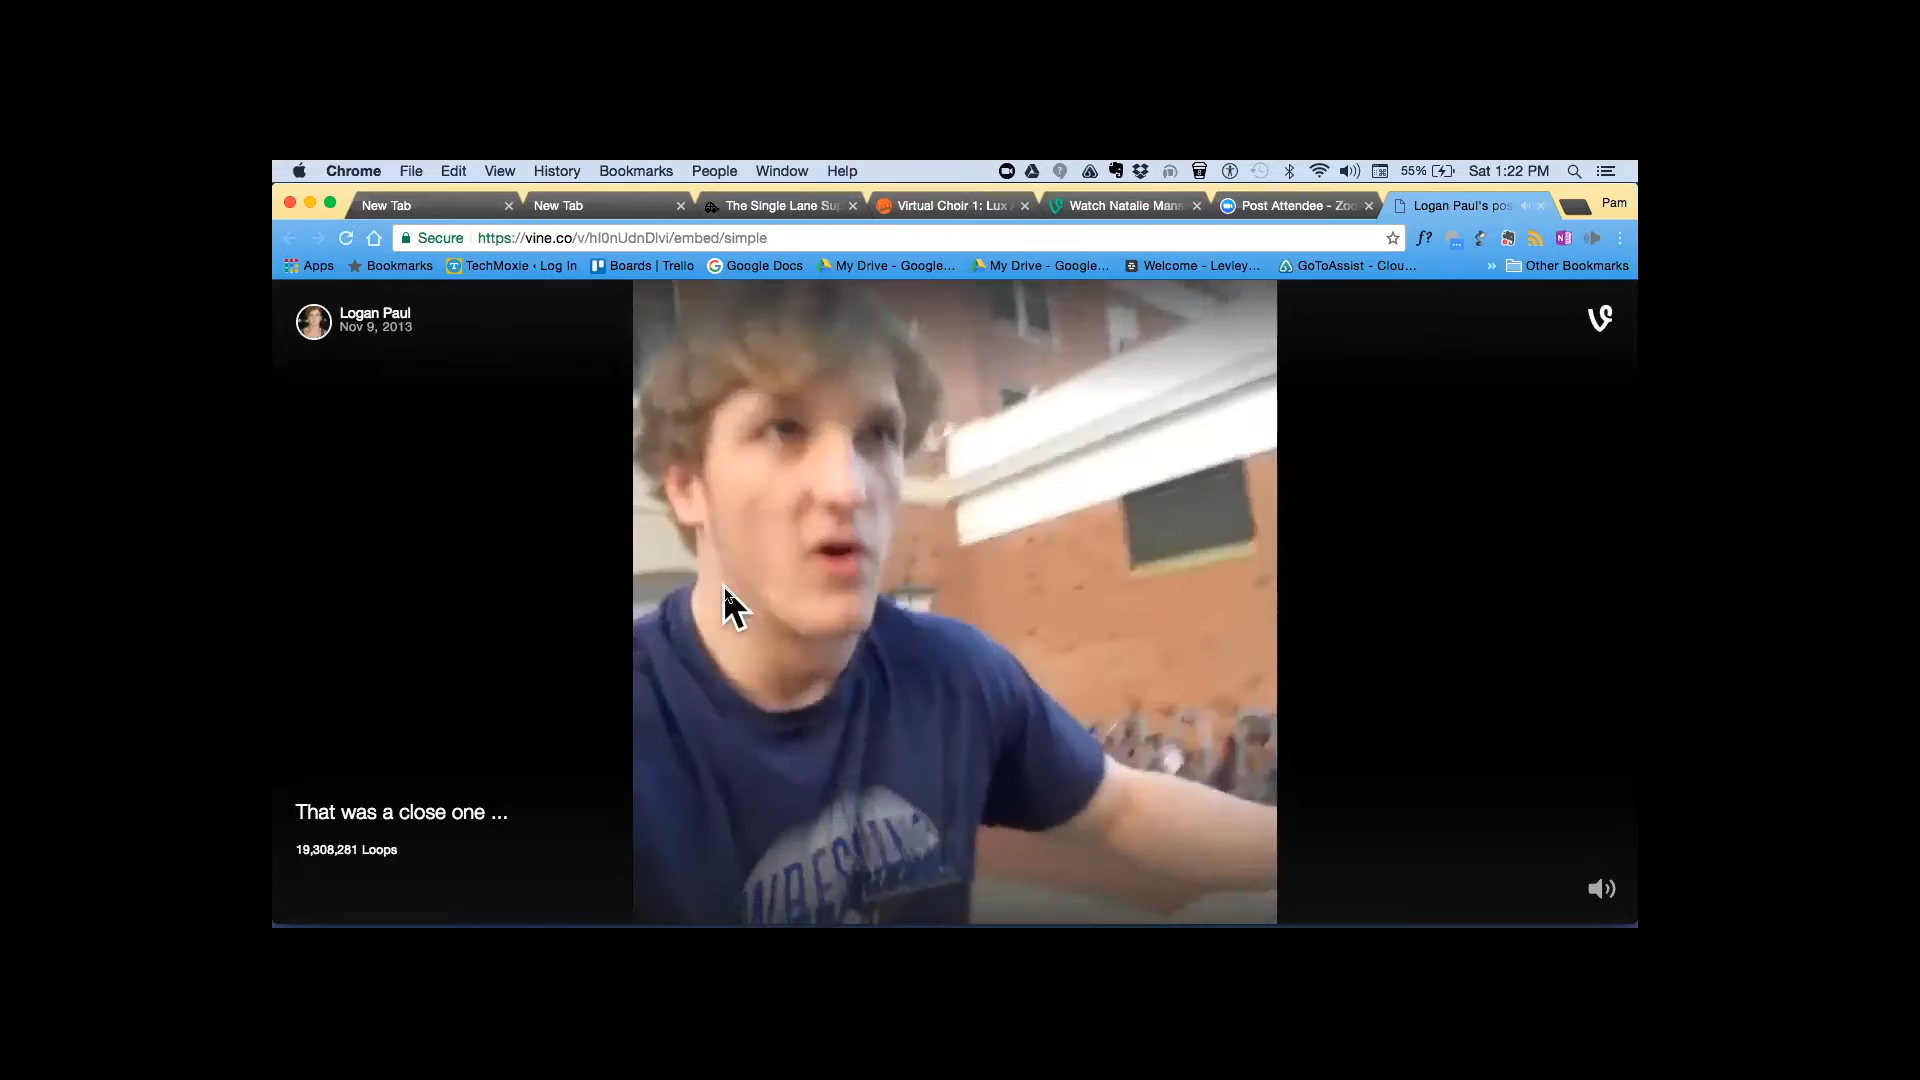 Chrome File Edit View History Bookmarks People Window Help 55% Sat 1:22 PM
New Tab New Tab The Single Lane Su Virtual Choir 1: Lux Watch Natalie Mans Post Attendee - Zoo Logan Paul's pos Pam
Secure https://vine.co/v/hI0nUdnDlvi/embed/simple
Apps Bookmarks TechMoxie ‹ Log In Boards | Trello Google Docs My Drive - Google... My Drive - Google... Welcome - Levley... GoToAssist - Clou... » Other Bookmarks
Logan Paul
Nov 9, 2013
WRESTLING
That was a close one ...
19,308,281 Loops